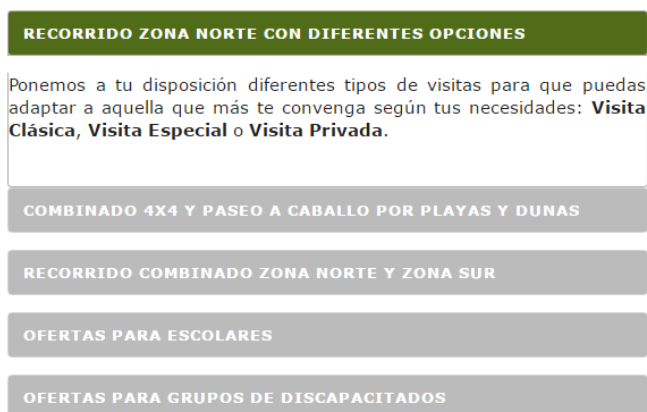 RECORRIDO ZONA NORTE CON DIFERENTES OPCIONES
Ponemos a tu disposición diferentes tipos de visitas para que puedas
adaptar a aquella que más te convenga según tus necesidades: Visita
Clásica, Visita Especial o Visita Privada.
COMBINADO 4X4 Y PASEO A CABALLO POR PLAYAS Y DUNAS
RECORRIDO COMBINADO ZONA NORTE Y ZONA SUR
OFERTAS PARA ESCOLARES
OFERTAS PARA GRUPOS DE DISCAPACITADOS